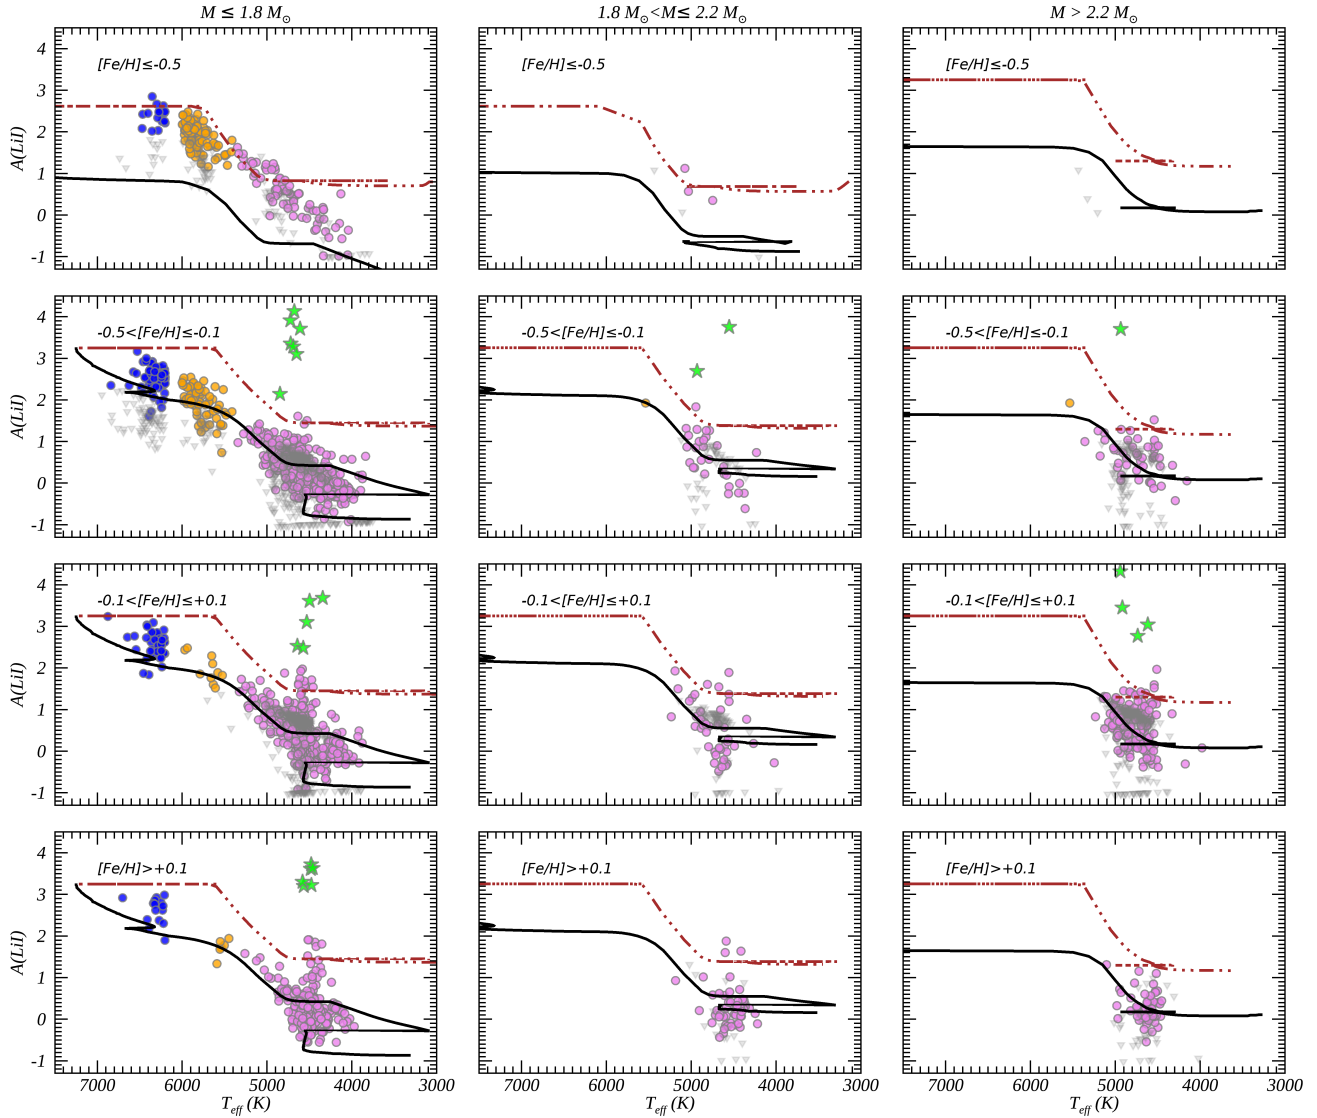 M ≤ 1.8 M⊙ 1.8 M⊙<M≤ 2.2 M⊙ M > 2.2 M⊙
[Fe/H]≤-0.5 [Fe/H]≤-0.5 [Fe/H]≤-0.5
4
3
2
1
0
-1
A(LiI)
-0.5<[Fe/H]≤-0.1 -0.5<[Fe/H]≤-0.1 -0.5<[Fe/H]≤-0.1
4
3
2
1
0
-1
A(LiI)
-0.1<[Fe/H]≤+0.1 -0.1<[Fe/H]≤+0.1 -0.1<[Fe/H]≤+0.1
4
3
2
1
0
-1
A(LiI)
[Fe/H]>+0.1 [Fe/H]>+0.1 [Fe/H]>+0.1
4
3
2
1
0
-1
A(LiI)
7000 6000 5000 4000 3000 7000 6000 5000 4000 3000 7000 6000 5000 4000 3000
Teff (K) Teff (K) Teff (K)